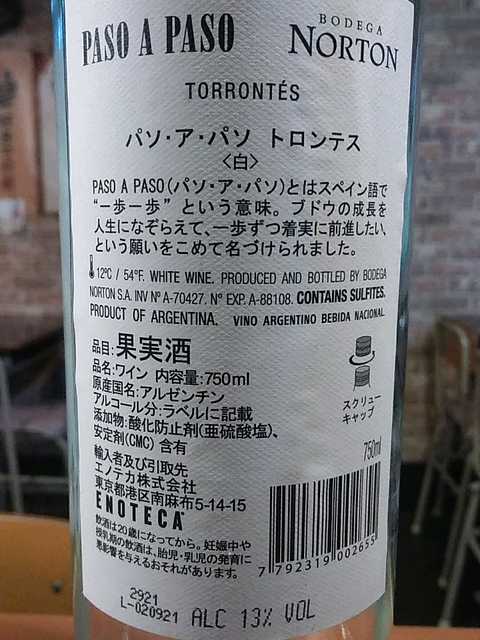 PASO A PASO
BODEGA
NORTON
TORRONTÉS
パソ・ア・パソ トロンテス
<白>
PASO A PASO(パソ・ア・パソ)とはスペイン語で
“一歩一歩” という意味。ブドウの成長を
人生になぞらえて、一歩ずつ着実に前進したい、
という願いをこめて名づけられました。
12ºC / 54ºF. WHITE WINE. PRODUCED AND BOTTLED BY BODEGA
NORTON S.A. INV Nº A-70427. Nº EXP. A-88108. CONTAINS SULFITES.
PRODUCT OF ARGENTINA. VINO ARGENTINO BEBIDA NACIONAL.
品目:果実酒
品名:ワイン 内容量:750ml
原産国名:アルゼンチン
アルコール分:ラベルに記載
添加物:酸化防止剤(亜硫酸塩)、
安定剤(CMC) 含有
スクリュー
キャップ
輸入者及び引取先
エノテカ株式会社
東京都港区南麻布5-14-15
ENOTECA
750ml
飲酒は20歳になってから。妊娠中や
授乳期の飲酒は、胎児・乳児の発育に
悪影響を与えるおそれがあります。
7 792319 002655
2921
L-020921 ALC 13% VOL